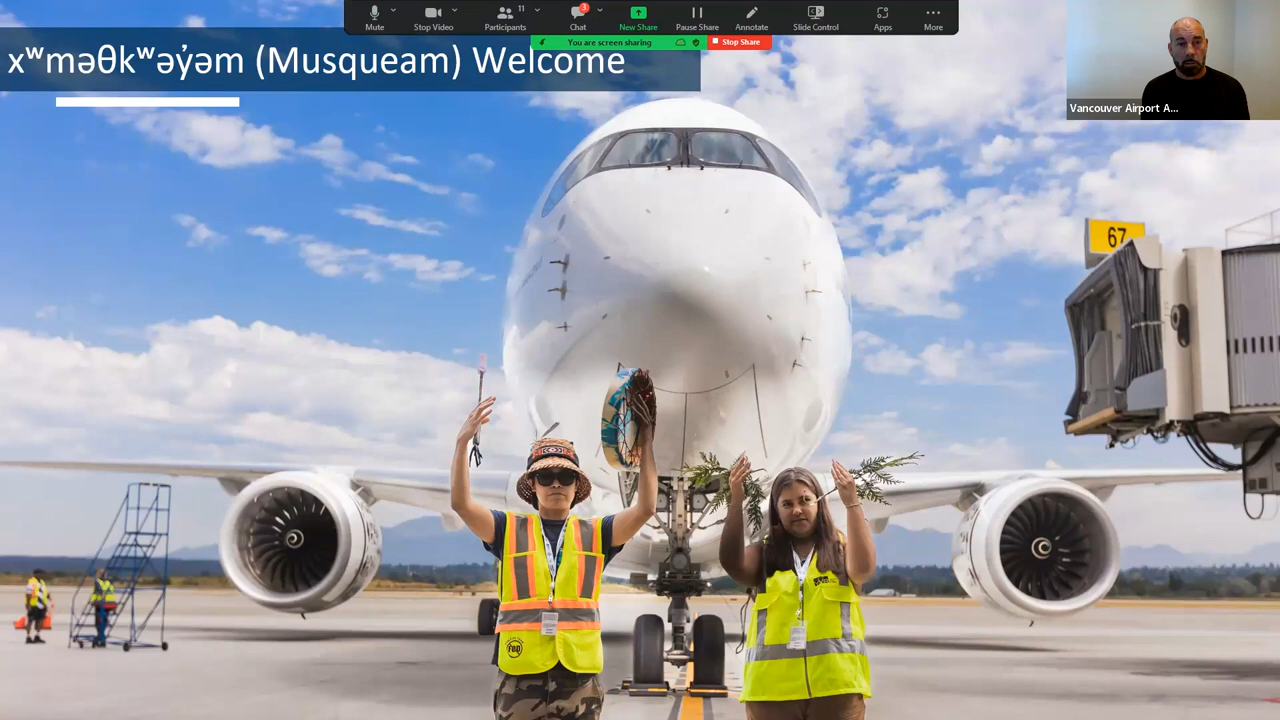 Mute
Stop Video
Participants
11
Chat
3
New Share
Pause Share
Annotate
Slide Control
Apps
More
You are screen sharing
Stop Share
xʷməθkʷəy̓əm (Musqueam) Welcome
Vancouver Airport A...
67